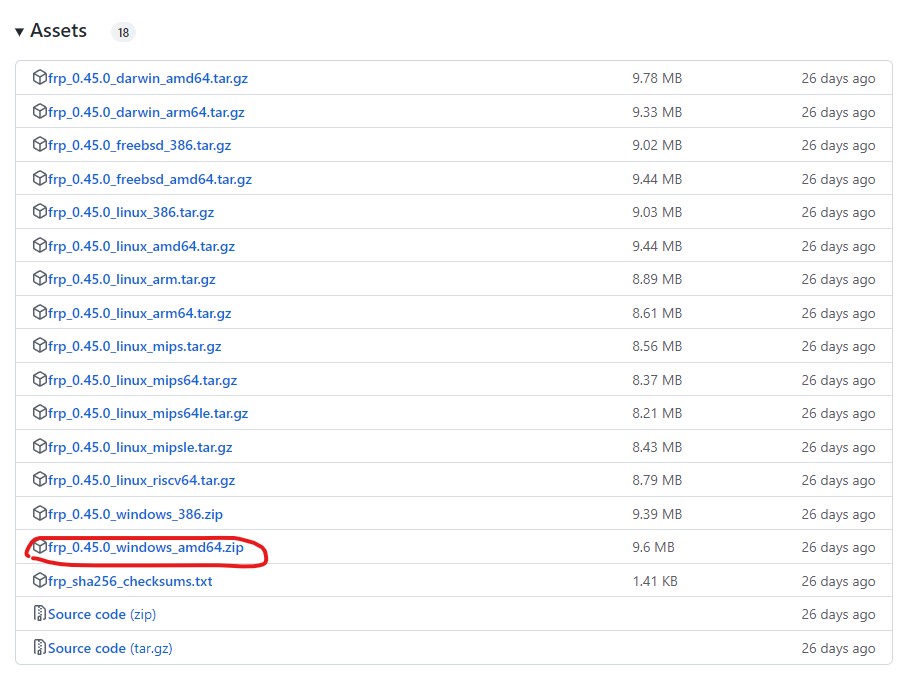 Assets 18
frp_0.45.0_darwin_amd64.tar.gz 9.78 MB 26 days ago
frp_0.45.0_darwin_arm64.tar.gz 9.33 MB 26 days ago
frp_0.45.0_freebsd_386.tar.gz 9.02 MB 26 days ago
frp_0.45.0_freebsd_amd64.tar.gz 9.44 MB 26 days ago
frp_0.45.0_linux_386.tar.gz 9.03 MB 26 days ago
frp_0.45.0_linux_amd64.tar.gz 9.44 MB 26 days ago
frp_0.45.0_linux_arm.tar.gz 8.89 MB 26 days ago
frp_0.45.0_linux_arm64.tar.gz 8.61 MB 26 days ago
frp_0.45.0_linux_mips.tar.gz 8.56 MB 26 days ago
frp_0.45.0_linux_mips64.tar.gz 8.37 MB 26 days ago
frp_0.45.0_linux_mips64le.tar.gz 8.21 MB 26 days ago
frp_0.45.0_linux_mipsle.tar.gz 8.43 MB 26 days ago
frp_0.45.0_linux_riscv64.tar.gz 8.79 MB 26 days ago
frp_0.45.0_windows_386.zip 9.39 MB 26 days ago
frp_0.45.0_windows_amd64.zip 9.6 MB 26 days ago
frp_sha256_checksums.txt 1.41 KB 26 days ago
Source code (zip) 26 days ago
Source code (tar.gz) 26 days ago